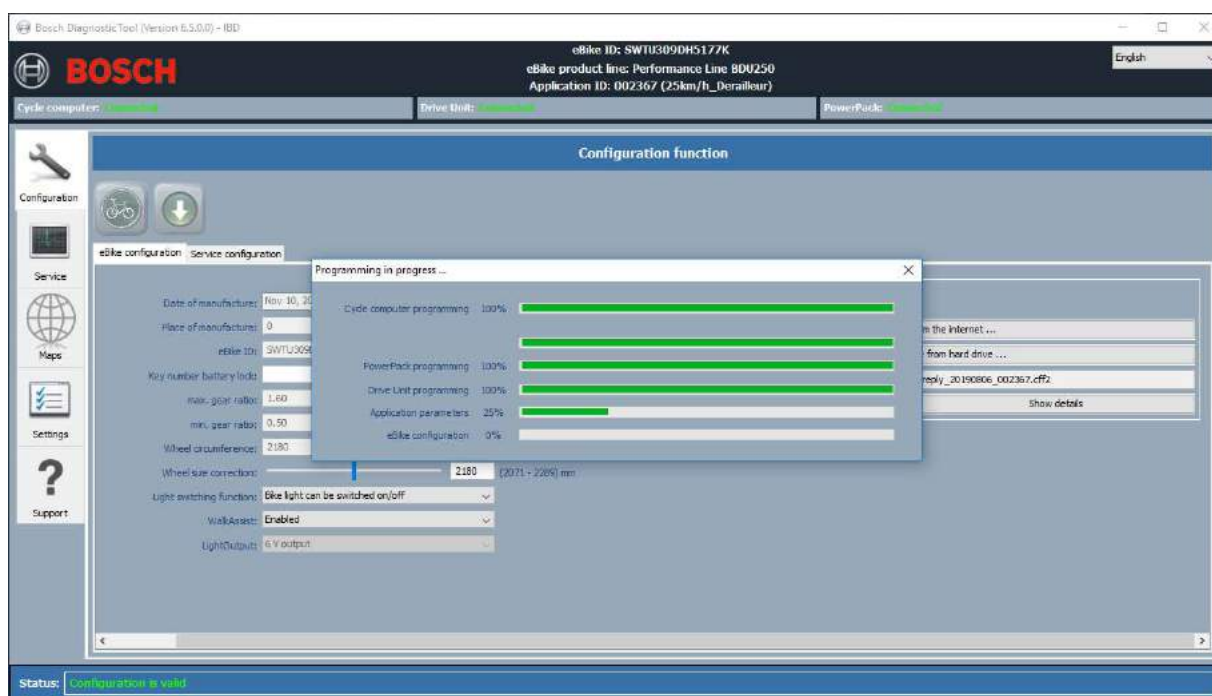 Bosch DiagnosticTool (Version 6.5.0.0) - IBD
BOSCH
eBike ID: SWTU309DH5177K
eBike product line: Performance Line BDU250
Application ID: 002367 (25km/h_Derailleur)
English
Cycle computer: Connected
Drive Unit: Connected
PowerPack: Connected
Configuration function
Configuration
Service
Maps
Settings
Support
eBike configuration
Service configuration
Programming in progress ...
Cycle computer programming 100%
PowerPack programming 100%
Drive Unit programming 100%
Application parameters 25%
eBike configuration 0%
Date of manufacture: Nov 10, 20
Place of manufacture: 0
eBike ID: SWTU309
Key number battery lock:
max. gear ratio: 1.60
min. gear ratio: 0.50
Wheel circumference: 2180
Wheel size correction: 2180 (2071 - 2289) mm
Light switching function: Bike light can be switched on/off
WalkAssist: Enabled
LightOutput: 6 V output
m the internet ...
from hard drive ...
reply_20190806_002367.cff2
Show details
Status: Configuration is valid